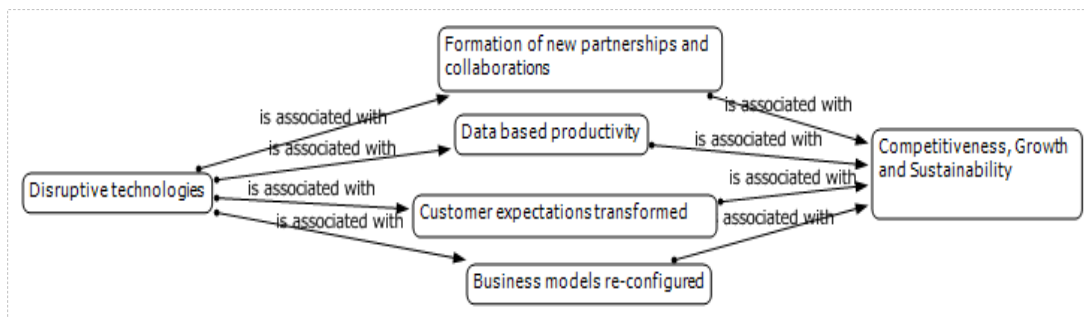 Formation of new partnerships and
collaborations
is associated with
is associated with
is associated with
Data based productivity
is associated with
Competitiveness, Growth
and Sustainability
Disruptive technologies
is associated with
is associated with
Customer expectations transformed
is associated with
associated with
Business models re-configured